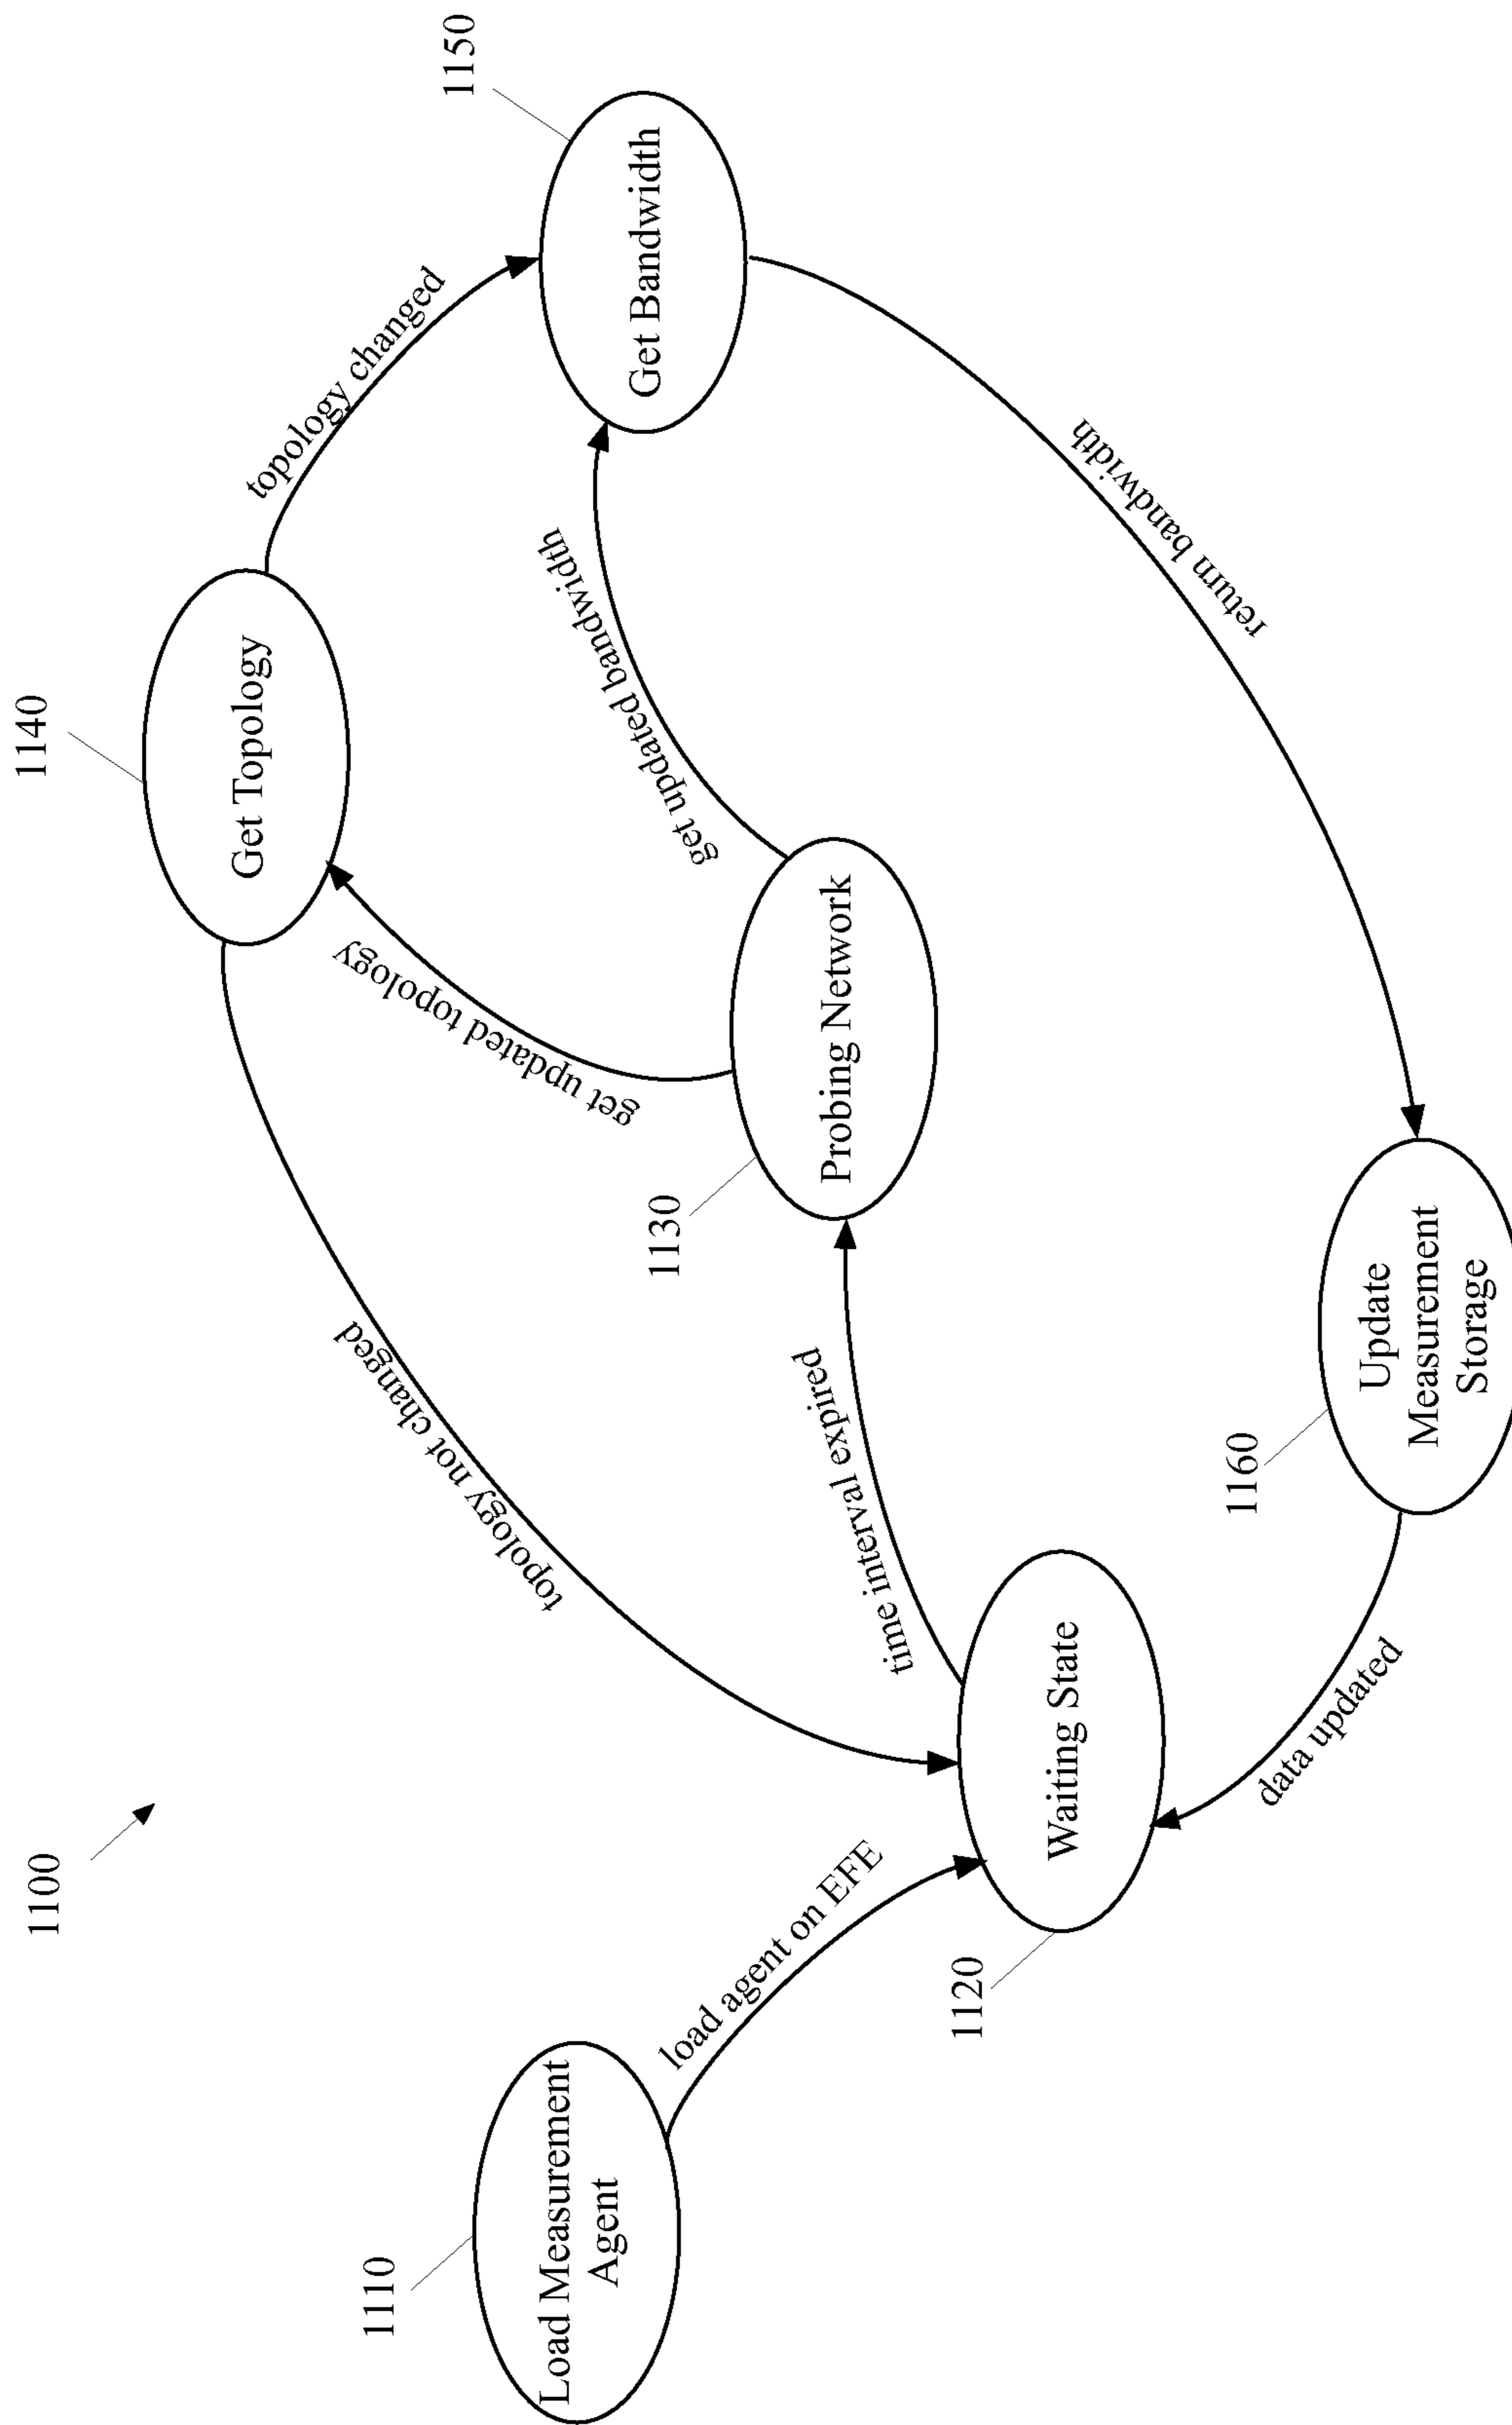 1100
1140
Get Topology
topology changed
1150
Get Bandwidth
get updated topology
get updated bandwidth
topology not changed
1130
Probing Network
1110
Load Measurement
Agent
load agent on EFE
time interval expired
return bandwidth
1120
Waiting State
data updated
1160
Update
Measurement
Storage